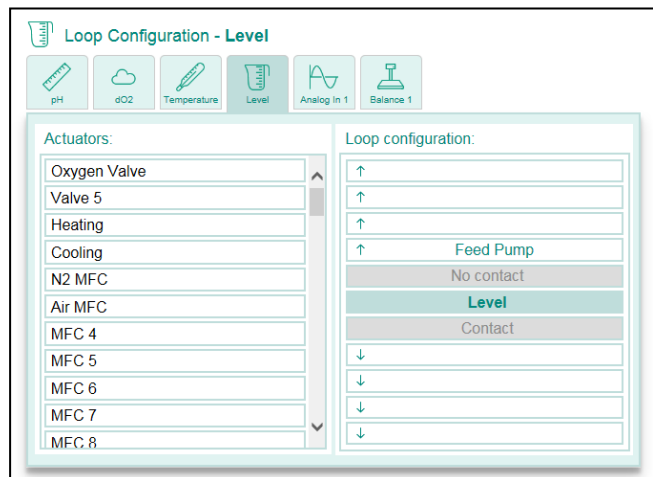 Loop Configuration - Level
pH
dO2
Temperature
Level
Analog In 1
Balance 1
Actuators:
Oxygen Valve
Valve 5
Heating
Cooling
N2 MFC
Air MFC
MFC 4
MFC 5
MFC 6
MFC 7
MFC 8
Loop configuration:
↑
↑
↑
↑ Feed Pump
No contact
Level
Contact
↓
↓
↓
↓